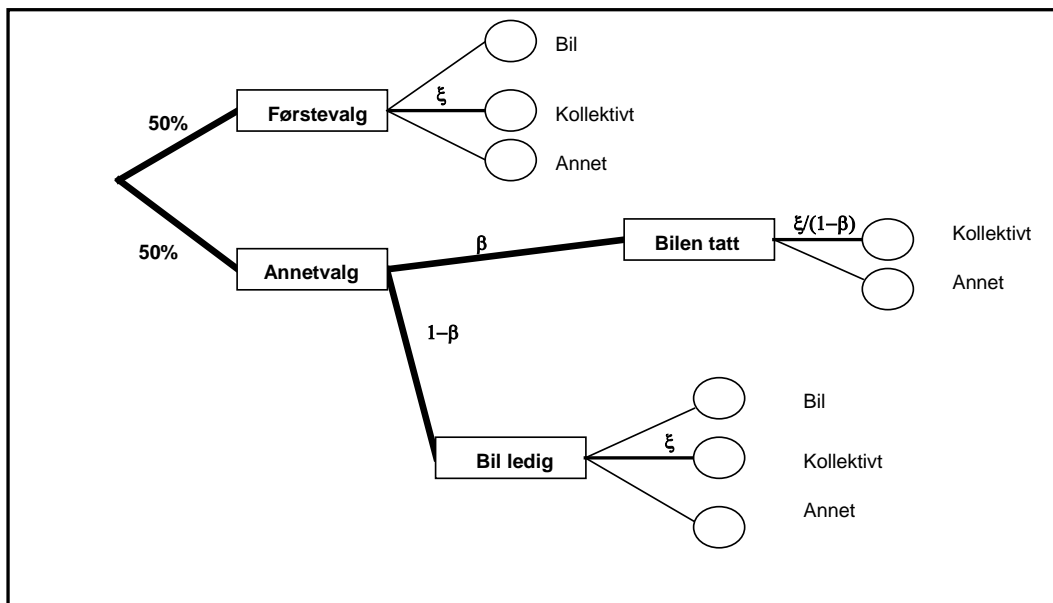 Bil
50%
Førstevalg
ξ
Kollektivt
Annet
50%
Annetvalg
β
Bilen tatt
ξ/(1−β)
Kollektivt
Annet
1−β
Bil ledig
Bil
ξ
Kollektivt
Annet